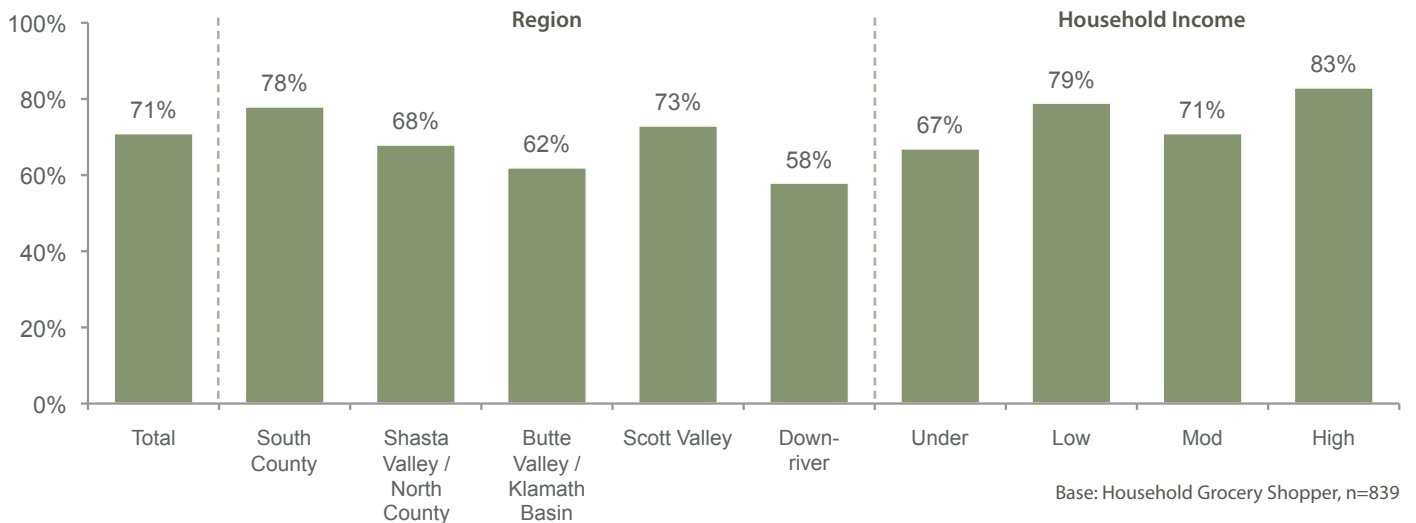 Region
Household Income
100%
80%
60%
40%
20%
0%
71%
78%
68%
62%
73%
58%
67%
79%
71%
83%
Total
South
County
Shasta
Valley /
North
County
Butte
Valley /
Klamath
Basin
Scott Valley
Down-
river
Under
Low
Mod
High
Base: Household Grocery Shopper, n=839